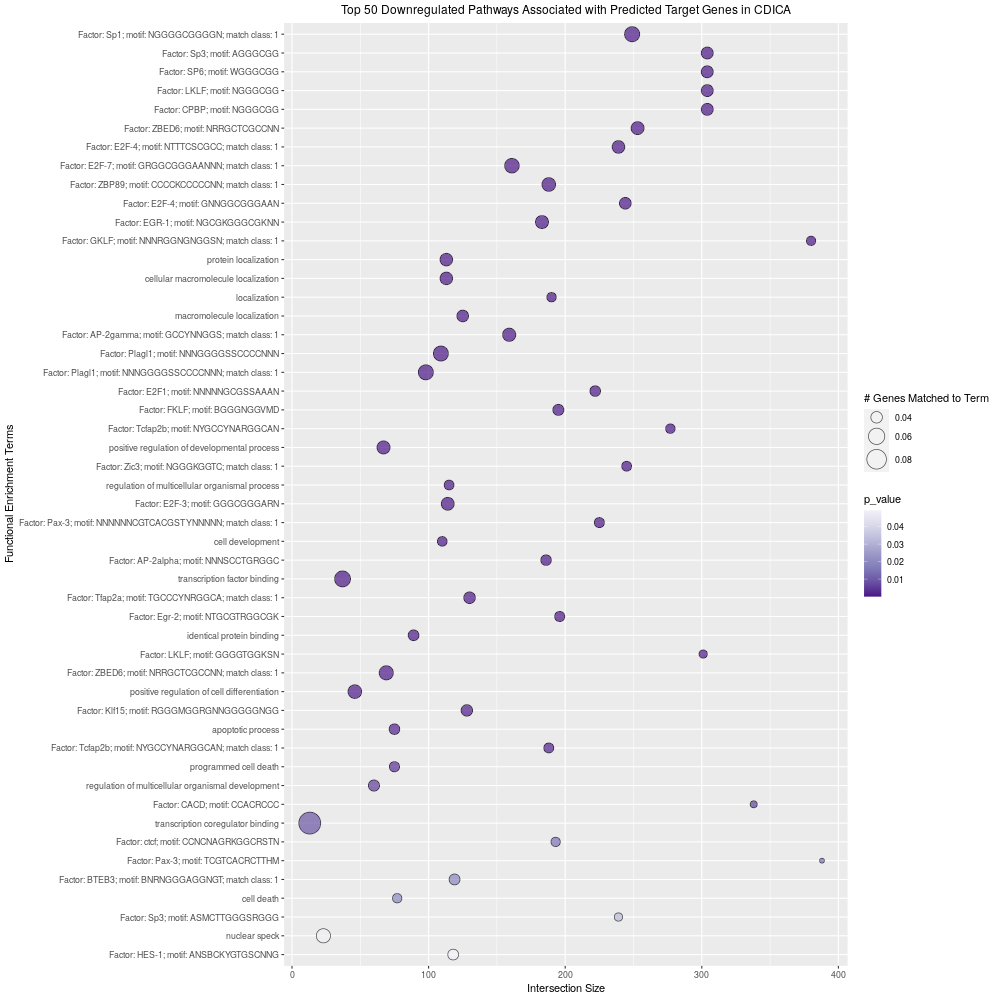 Top 50 Downregulated Pathways Associated with Predicted Target Genes in CDICA
Functional Enrichment Terms
Factor: Sp1; motif: NGGGGCGGGGN; match class: 1
Factor: Sp3; motif: AGGGCGG
Factor: SP6; motif: WGGGCGG
Factor: LKLF; motif: NGGGCGG
Factor: CPBP; motif: NGGGCGG
Factor: ZBED6; motif: NRRGCTCGCCNN
Factor: E2F-4; motif: NTTTCSCGCC; match class: 1
Factor: E2F-7; motif: GRGGCGGGAANNN; match class: 1
Factor: ZBP89; motif: CCCCKCCCCCNN; match class: 1
Factor: E2F-4; motif: GNNGGCGGGAAN
Factor: EGR-1; motif: NGCGKGGGCGKNN
Factor: GKLF; motif: NNNRGGNGNGGSN; match class: 1
protein localization
cellular macromolecule localization
localization
macromolecule localization
Factor: AP-2gamma; motif: GCCYNNGGS; match class: 1
Factor: Plagl1; motif: NNNGGGGSSCCCCNNN
Factor: Plagl1; motif: NNNGGGGSSCCCCNNN; match class: 1
Factor: E2F1; motif: NNNNNGCGSSAAAN
Factor: FKLF; motif: BGGGNGGVMD
Factor: Tcfap2b; motif: NYGCCYNARGGCAN
positive regulation of developmental process
Factor: Zic3; motif: NGGGKGGTC; match class: 1
regulation of multicellular organismal process
Factor: E2F-3; motif: GGGCGGGARN
Factor: Pax-3; motif: NNNNNNCGTCACGSTYNNNNN; match class: 1
cell development
Factor: AP-2alpha; motif: NNNSCCTGRGGC
transcription factor binding
Factor: Tfap2a; motif: TGCCCYNRGGCA; match class: 1
Factor: Egr-2; motif: NTGCGTRGGCGK
identical protein binding
Factor: LKLF; motif: GGGGTGGKSN
Factor: ZBED6; motif: NRRGCTCGCCNN; match class: 1
positive regulation of cell differentiation
Factor: Klf15; motif: RGGGMGGRGNNGGGGGNGG
apoptotic process
Factor: Tcfap2b; motif: NYGCCYNARGGCAN; match class: 1
programmed cell death
regulation of multicellular organismal development
Factor: CACD; motif: CCACRCCC
transcription coregulator binding
Factor: ctcf; motif: CCNCNAGRKGGCRSTN
Factor: Pax-3; motif: TCGTCACRCTTHM
Factor: BTEB3; motif: BNRNGGGAGGNGT; match class: 1
cell death
Factor: Sp3; motif: ASMCTTGGGSRGGG
nuclear speck
Factor: HES-1; motif: ANSBCKYGTGSCNNG
0 100 200 300 400
Intersection Size
# Genes Matched to Term
0.04
0.06
0.08
p_value
0.04
0.03
0.02
0.01